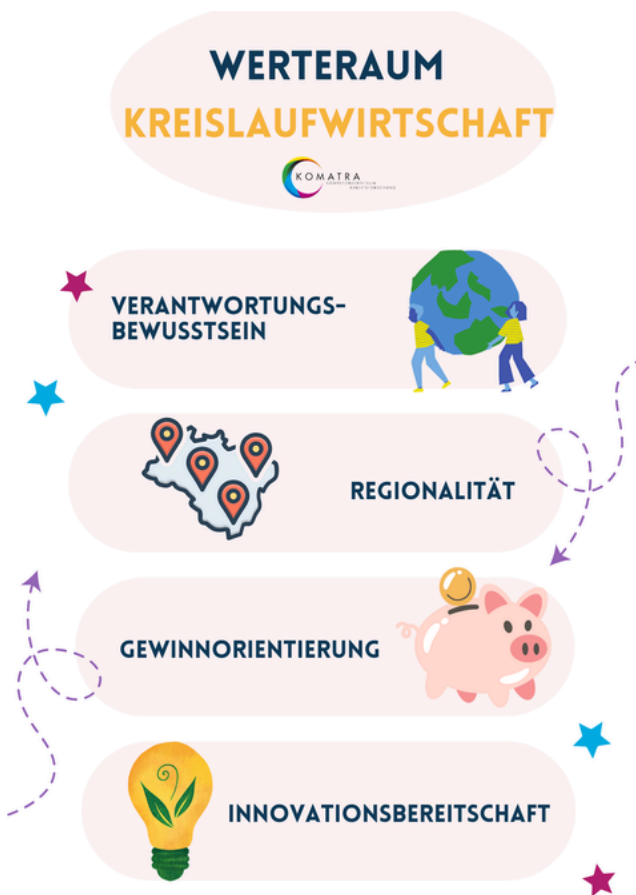 WERTERAUM
KREISLAUFWIRTSCHAFT
KOMATRA
VERANTWORTUNGS-
BEWUSSTSEIN
REGIONALITÄT
GEWINNORIENTIERUNG
INNOVATIONSBEREITSCHAFT